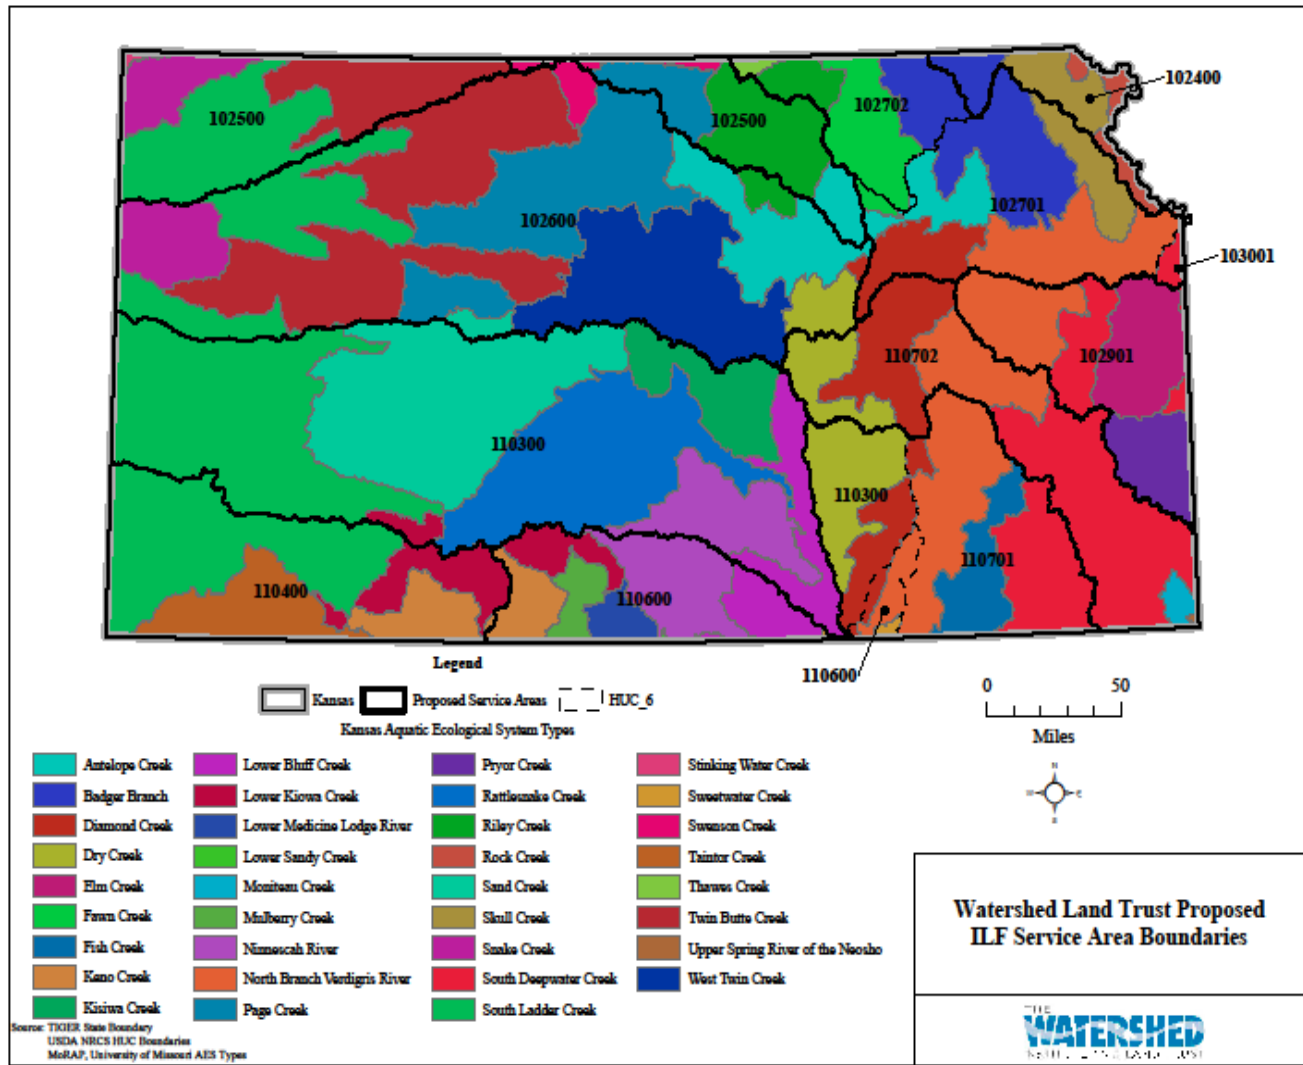 102400
102500
102500
102702
102701
102600
103001
110702
102901
110300
110300
110701
110400
110600
110600
Legend
Kansas
Proposed Service Areas
HUC_6
Kansas Aquatic Ecological System Types
0 50
Miles
N
Antelope Creek
Badger Branch
Diamond Creek
Dry Creek
Elm Creek
Fawn Creek
Fish Creek
Keno Creek
Kisiwa Creek
Lower Bluff Creek
Lower Kiowa Creek
Lower Medicine Lodge River
Lower Sandy Creek
Moniteau Creek
Mulberry Creek
Ninnescah River
North Branch Verdigris River
Page Creek
Pryor Creek
Rattlesnake Creek
Riley Creek
Rock Creek
Sand Creek
Skull Creek
Snake Creek
South Deepwater Creek
South Ladder Creek
Stinking Water Creek
Sweetwater Creek
Swenson Creek
Taintor Creek
Thawes Creek
Twin Butte Creek
Upper Spring River of the Neosho
West Twin Creek
Source: TIGER State Boundary
USDA NRCS HUC Boundaries
MoRAP, University of Missouri AES Types
Watershed Land Trust Proposed
ILF Service Area Boundaries
THE
WATERSHED
LAND TRUST